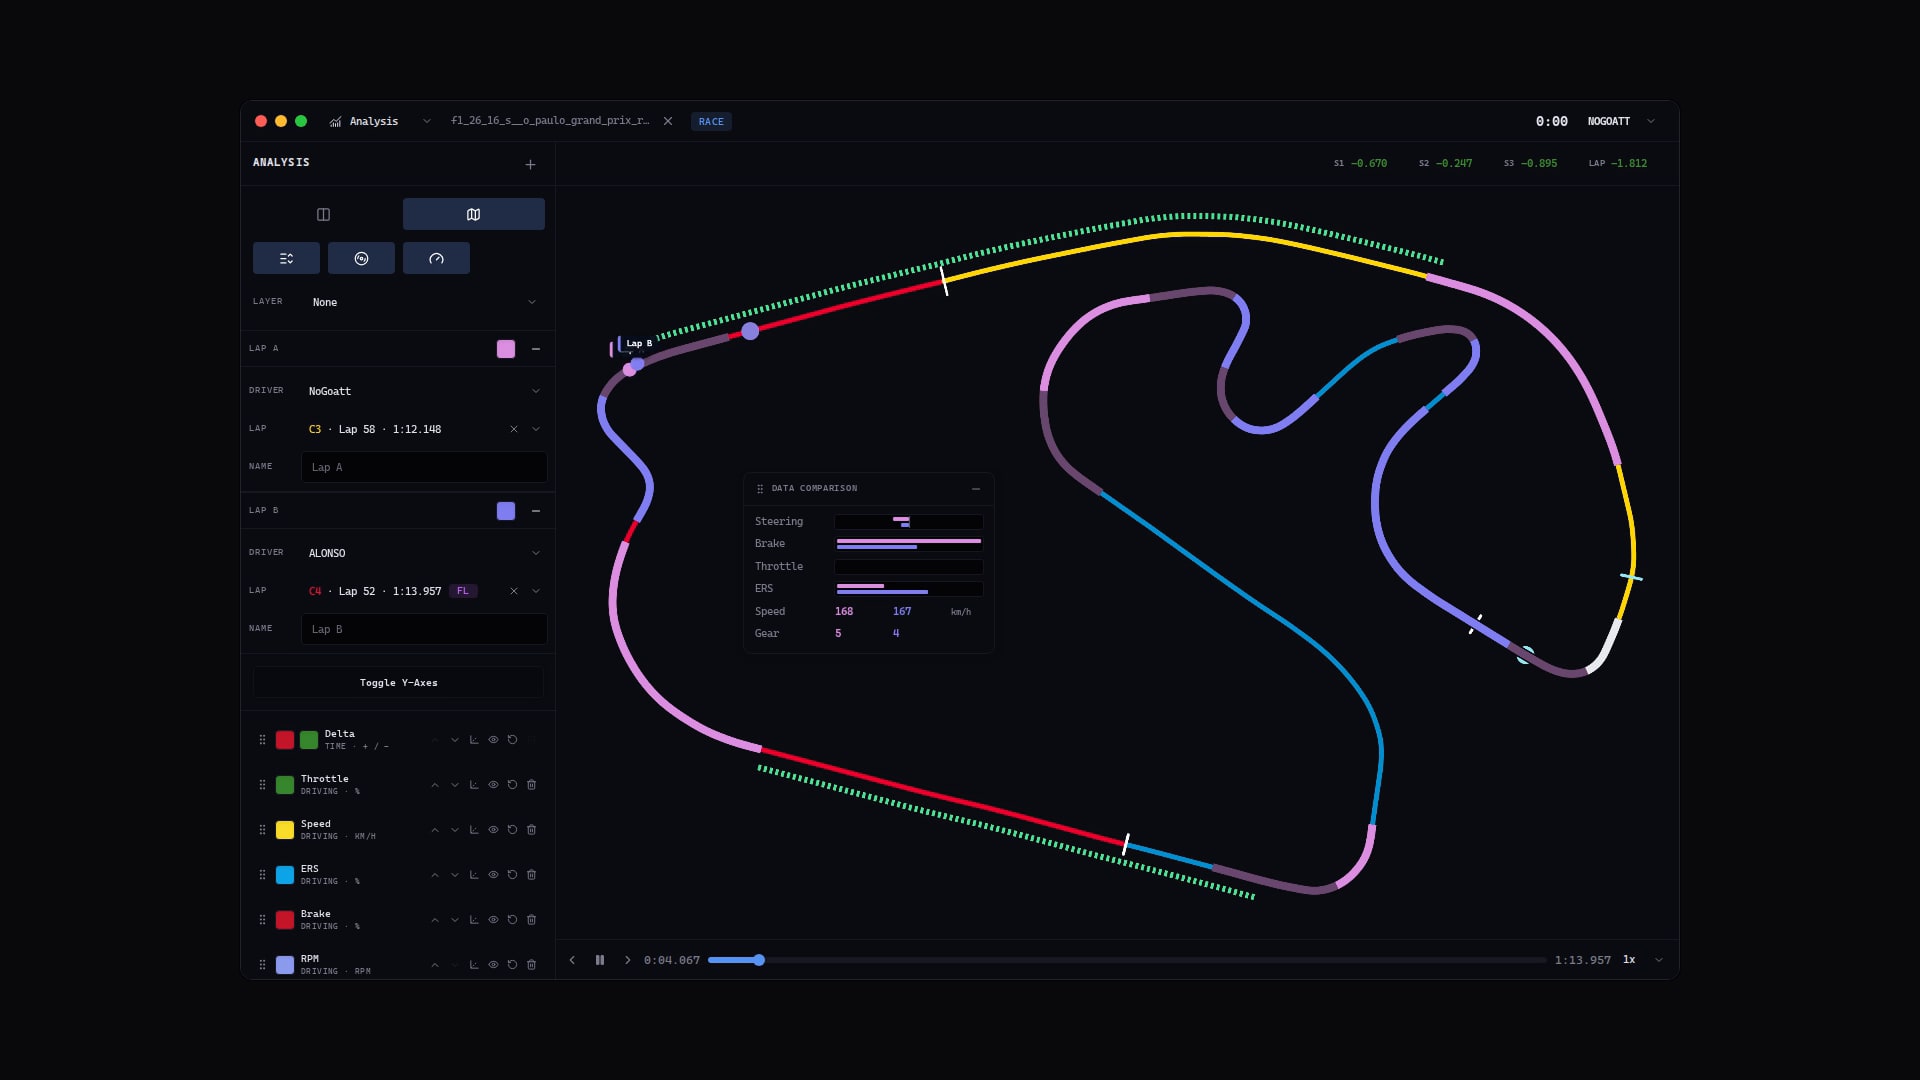 Analysis
f1_26_16_s__o_paulo_grand_prix_r…
RACE
0:00
NOGOATT
ANALYSIS
S1 −0.670
S2 −0.247
S3 −0.895
LAP −1.812
LAYER None
LAP A
DRIVER NoGoatt
LAP C3 · Lap 58 · 1:12.148
NAME Lap A
LAP B
DRIVER ALONSO
LAP C4 · Lap 52 · 1:13.957 FL
NAME Lap B
Toggle Y-Axes
Delta
TIME · + / −
Throttle
DRIVING · %
Speed
DRIVING · KM/H
ERS
DRIVING · %
Brake
DRIVING · %
RPM
DRIVING · RPM
Lap B
DATA COMPARISON
Steering
Brake
Throttle
ERS
Speed 168 167 km/h
Gear 5 4
0:04.067
1:13.957
1x